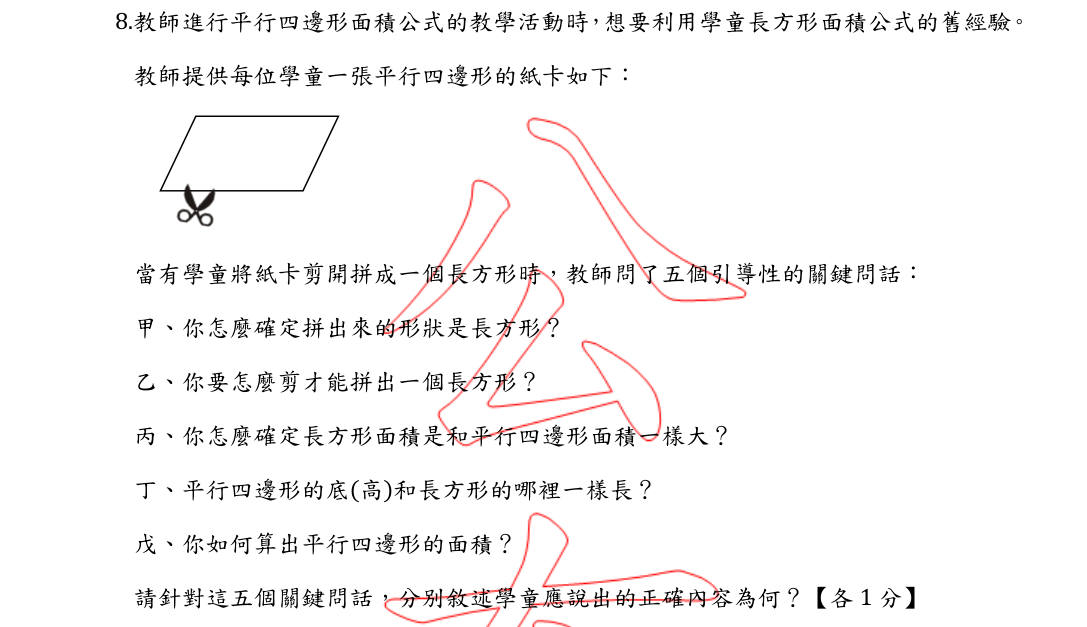 8.教師進行平行四邊形面積公式的教學活動時，想要利用學童長方形面積公式的舊經驗。
教師提供每位學童一張平行四邊形的紙卡如下：
當有學童將紙卡剪開拼成一個長方形時，教師問了五個引導性的關鍵問話：
甲、你怎麼確定拼出來的形狀是長方形？
乙、你要怎麼剪才能拼出一個長方形？
丙、你怎麼確定長方形面積是和平行四邊形面積一樣大？
丁、平行四邊形的底(高)和長方形的哪裡一樣長？
戊、你如何算出平行四邊形的面積？
請針對這五個關鍵問話，分別敘述學童應說出的正確內容為何？【各1分】